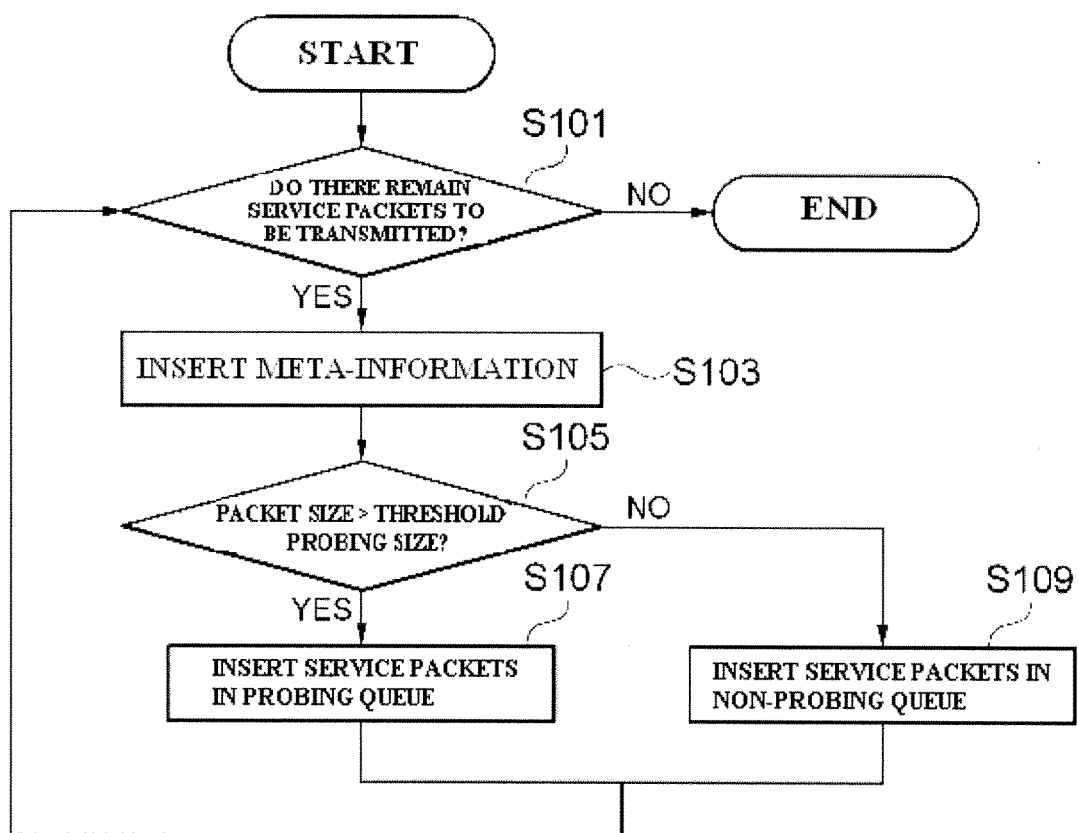 START
S101
DO THERE REMAIN
SERVICE PACKETS TO
BE TRANSMITTED?
NO
END
YES
INSERT META-INFORMATION
S103
S105
PACKET SIZE > THRESHOLD
PROBING SIZE?
NO
YES
S107
S109
INSERT SERVICE PACKETS
IN PROBING QUEUE
INSERT SERVICE PACKETS IN
NON-PROBING QUEUE